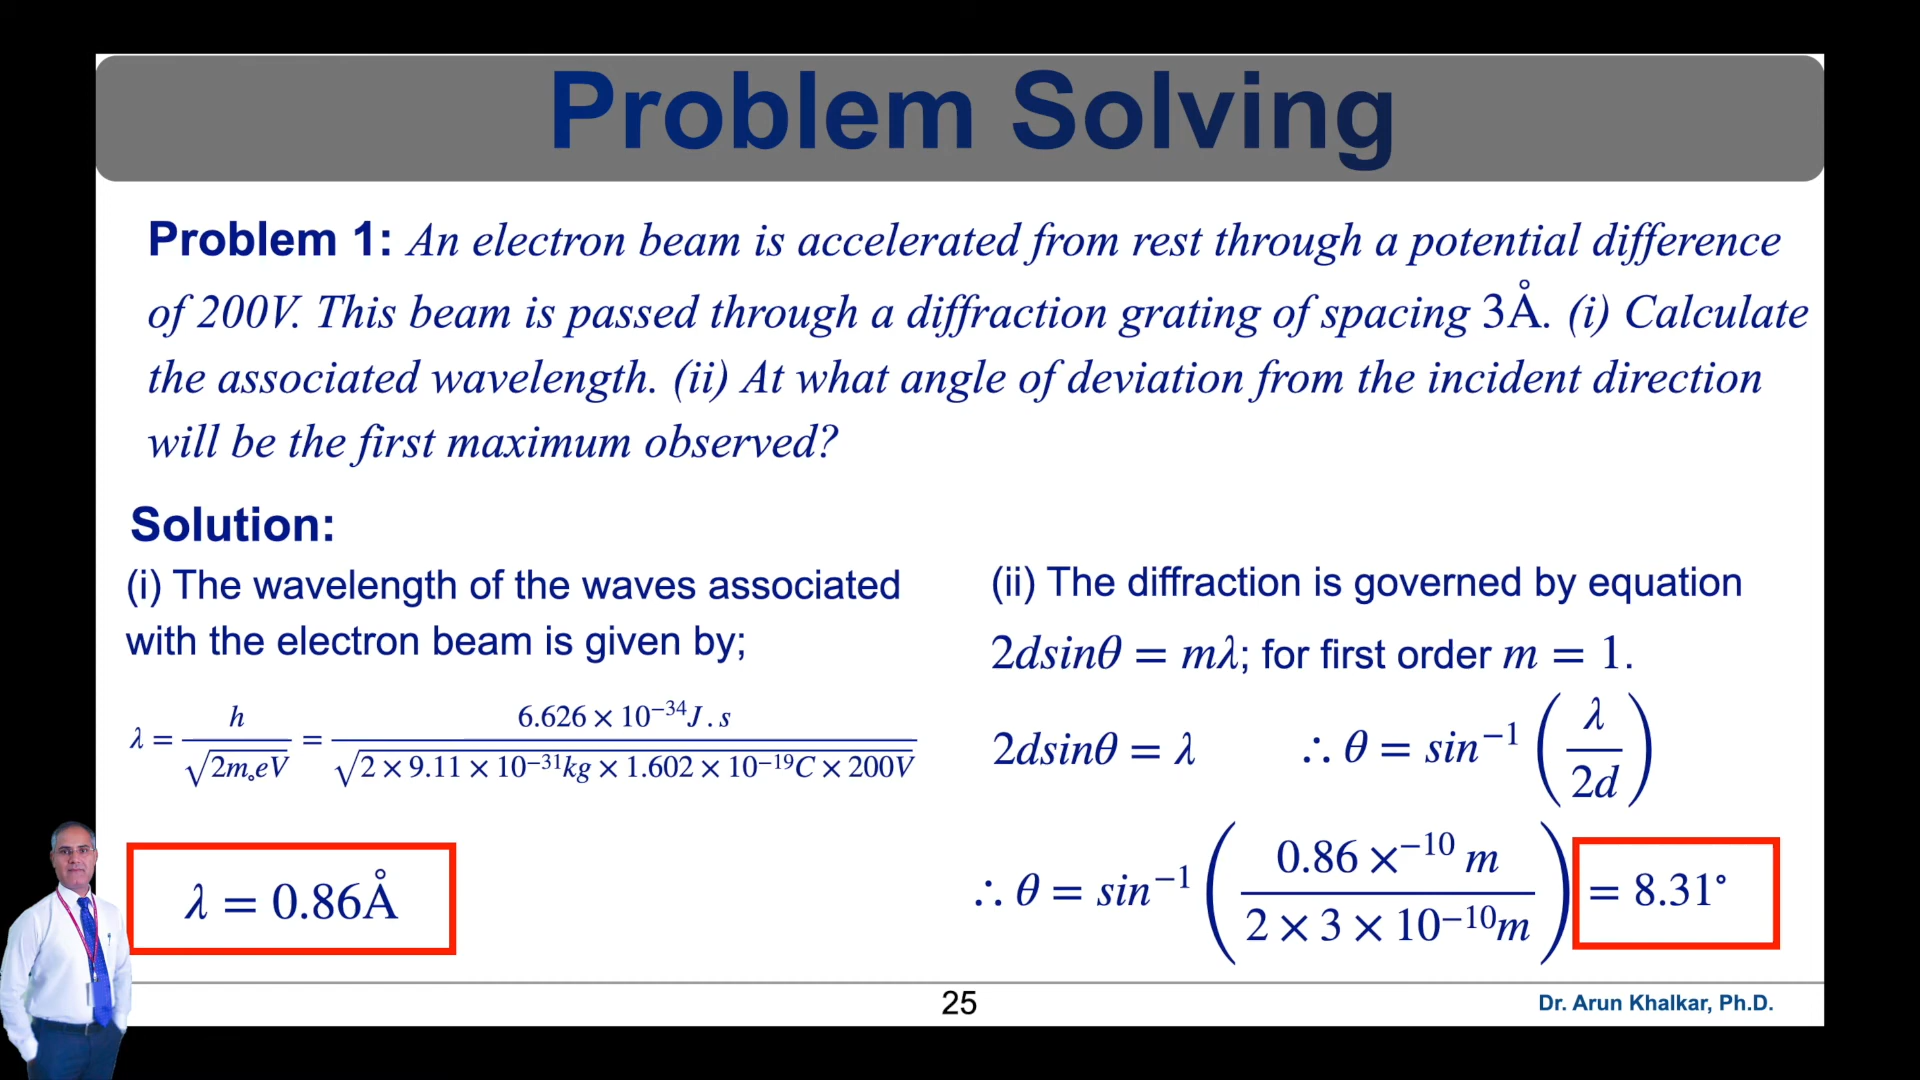 Problem Solving
Problem 1: An electron beam is accelerated from rest through a potential difference
of 200V. This beam is passed through a diffraction grating of spacing 3Å. (i) Calculate
the associated wavelength. (ii) At what angle of deviation from the incident direction
will be the first maximum observed?
Solution:
(i) The wavelength of the waves associated
with the electron beam is given by;
λ = h / √(2m₀eV) = 6.626 × 10⁻³⁴J . s / √(2 × 9.11 × 10⁻³¹kg × 1.602 × 10⁻¹⁹C × 200V)
λ = 0.86Å
(ii) The diffraction is governed by equation
2dsinθ = mλ; for first order m = 1.
2dsinθ = λ ∴ θ = sin⁻¹(λ / 2d)
∴ θ = sin⁻¹(0.86 ×⁻¹⁰ m / 2 × 3 × 10⁻¹⁰m) = 8.31°
25
Dr. Arun Khalkar, Ph.D.